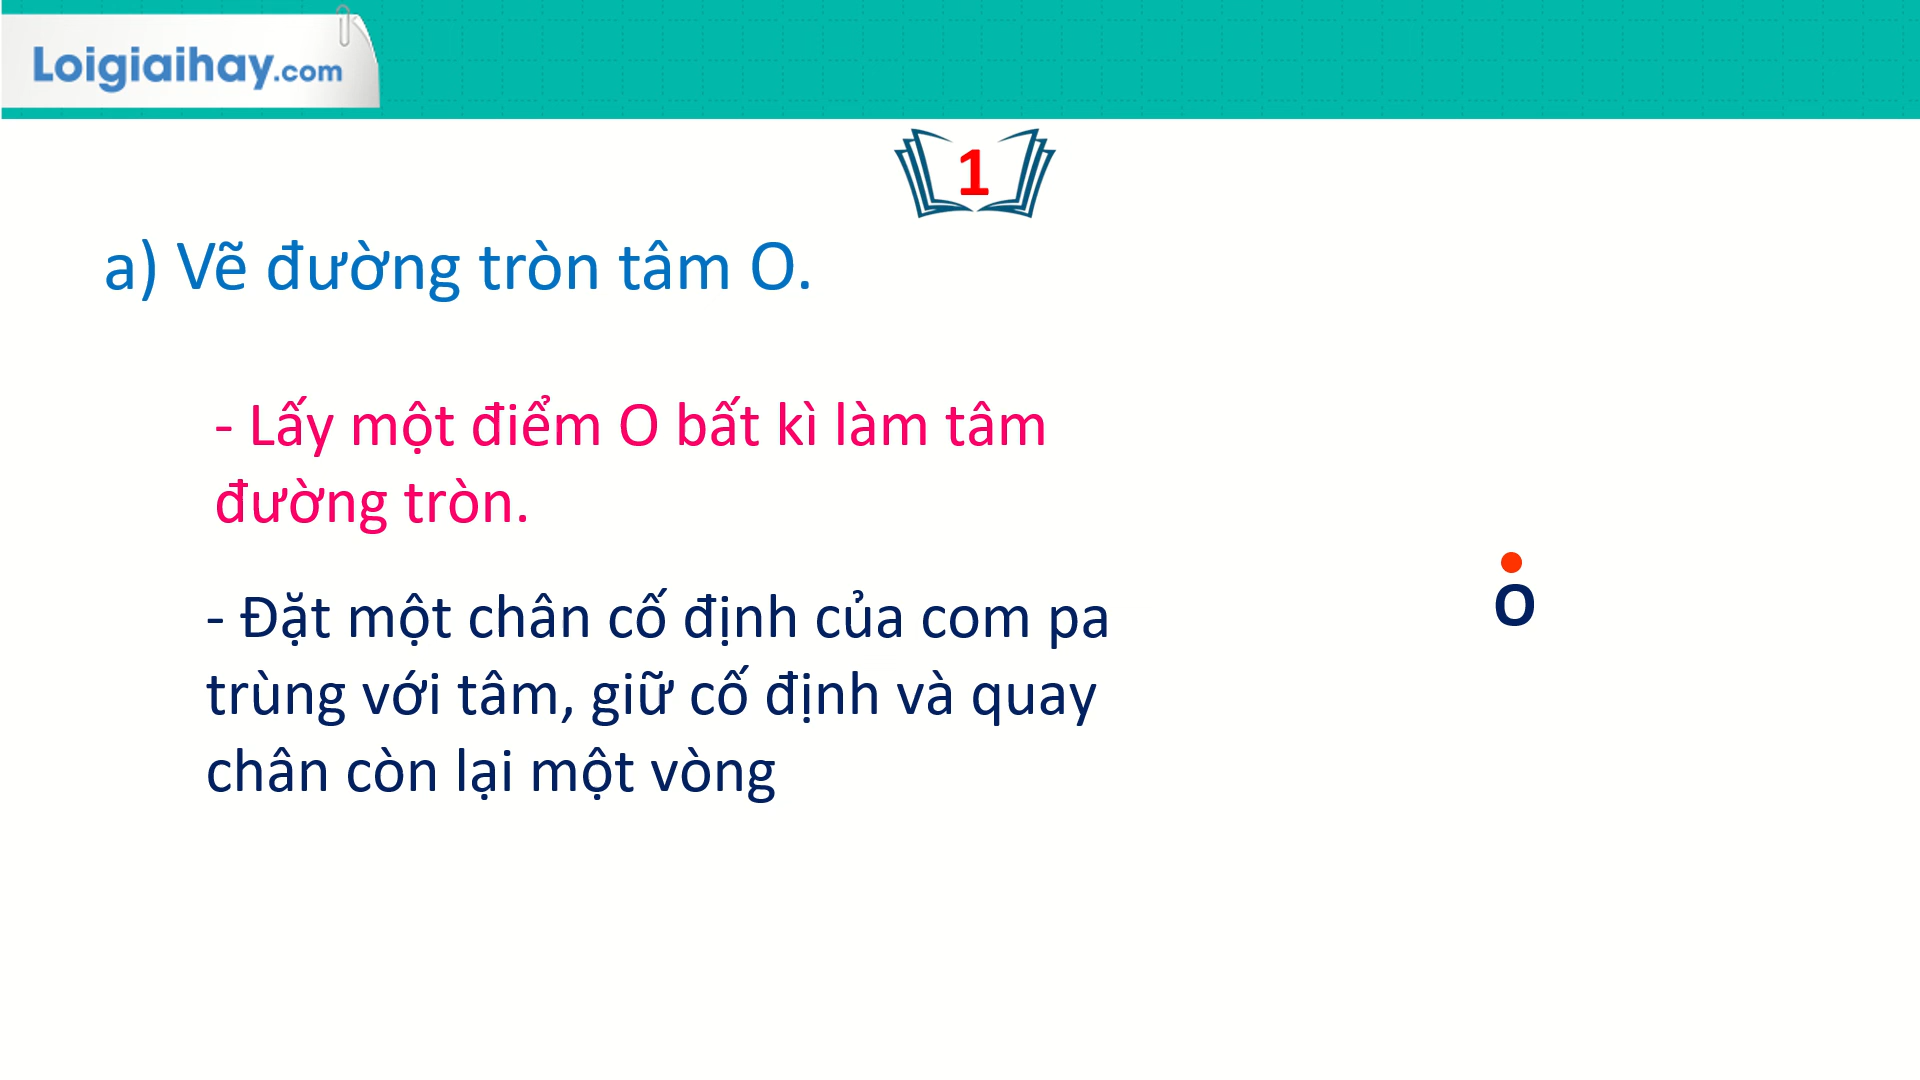 Loigiaihay.com
1
a) Vẽ đường tròn tâm O.
- Lấy một điểm O bất kì làm tâm
đường tròn.
- Đặt một chân cố định của com pa
trùng với tâm, giữ cố định và quay
chân còn lại một vòng
O